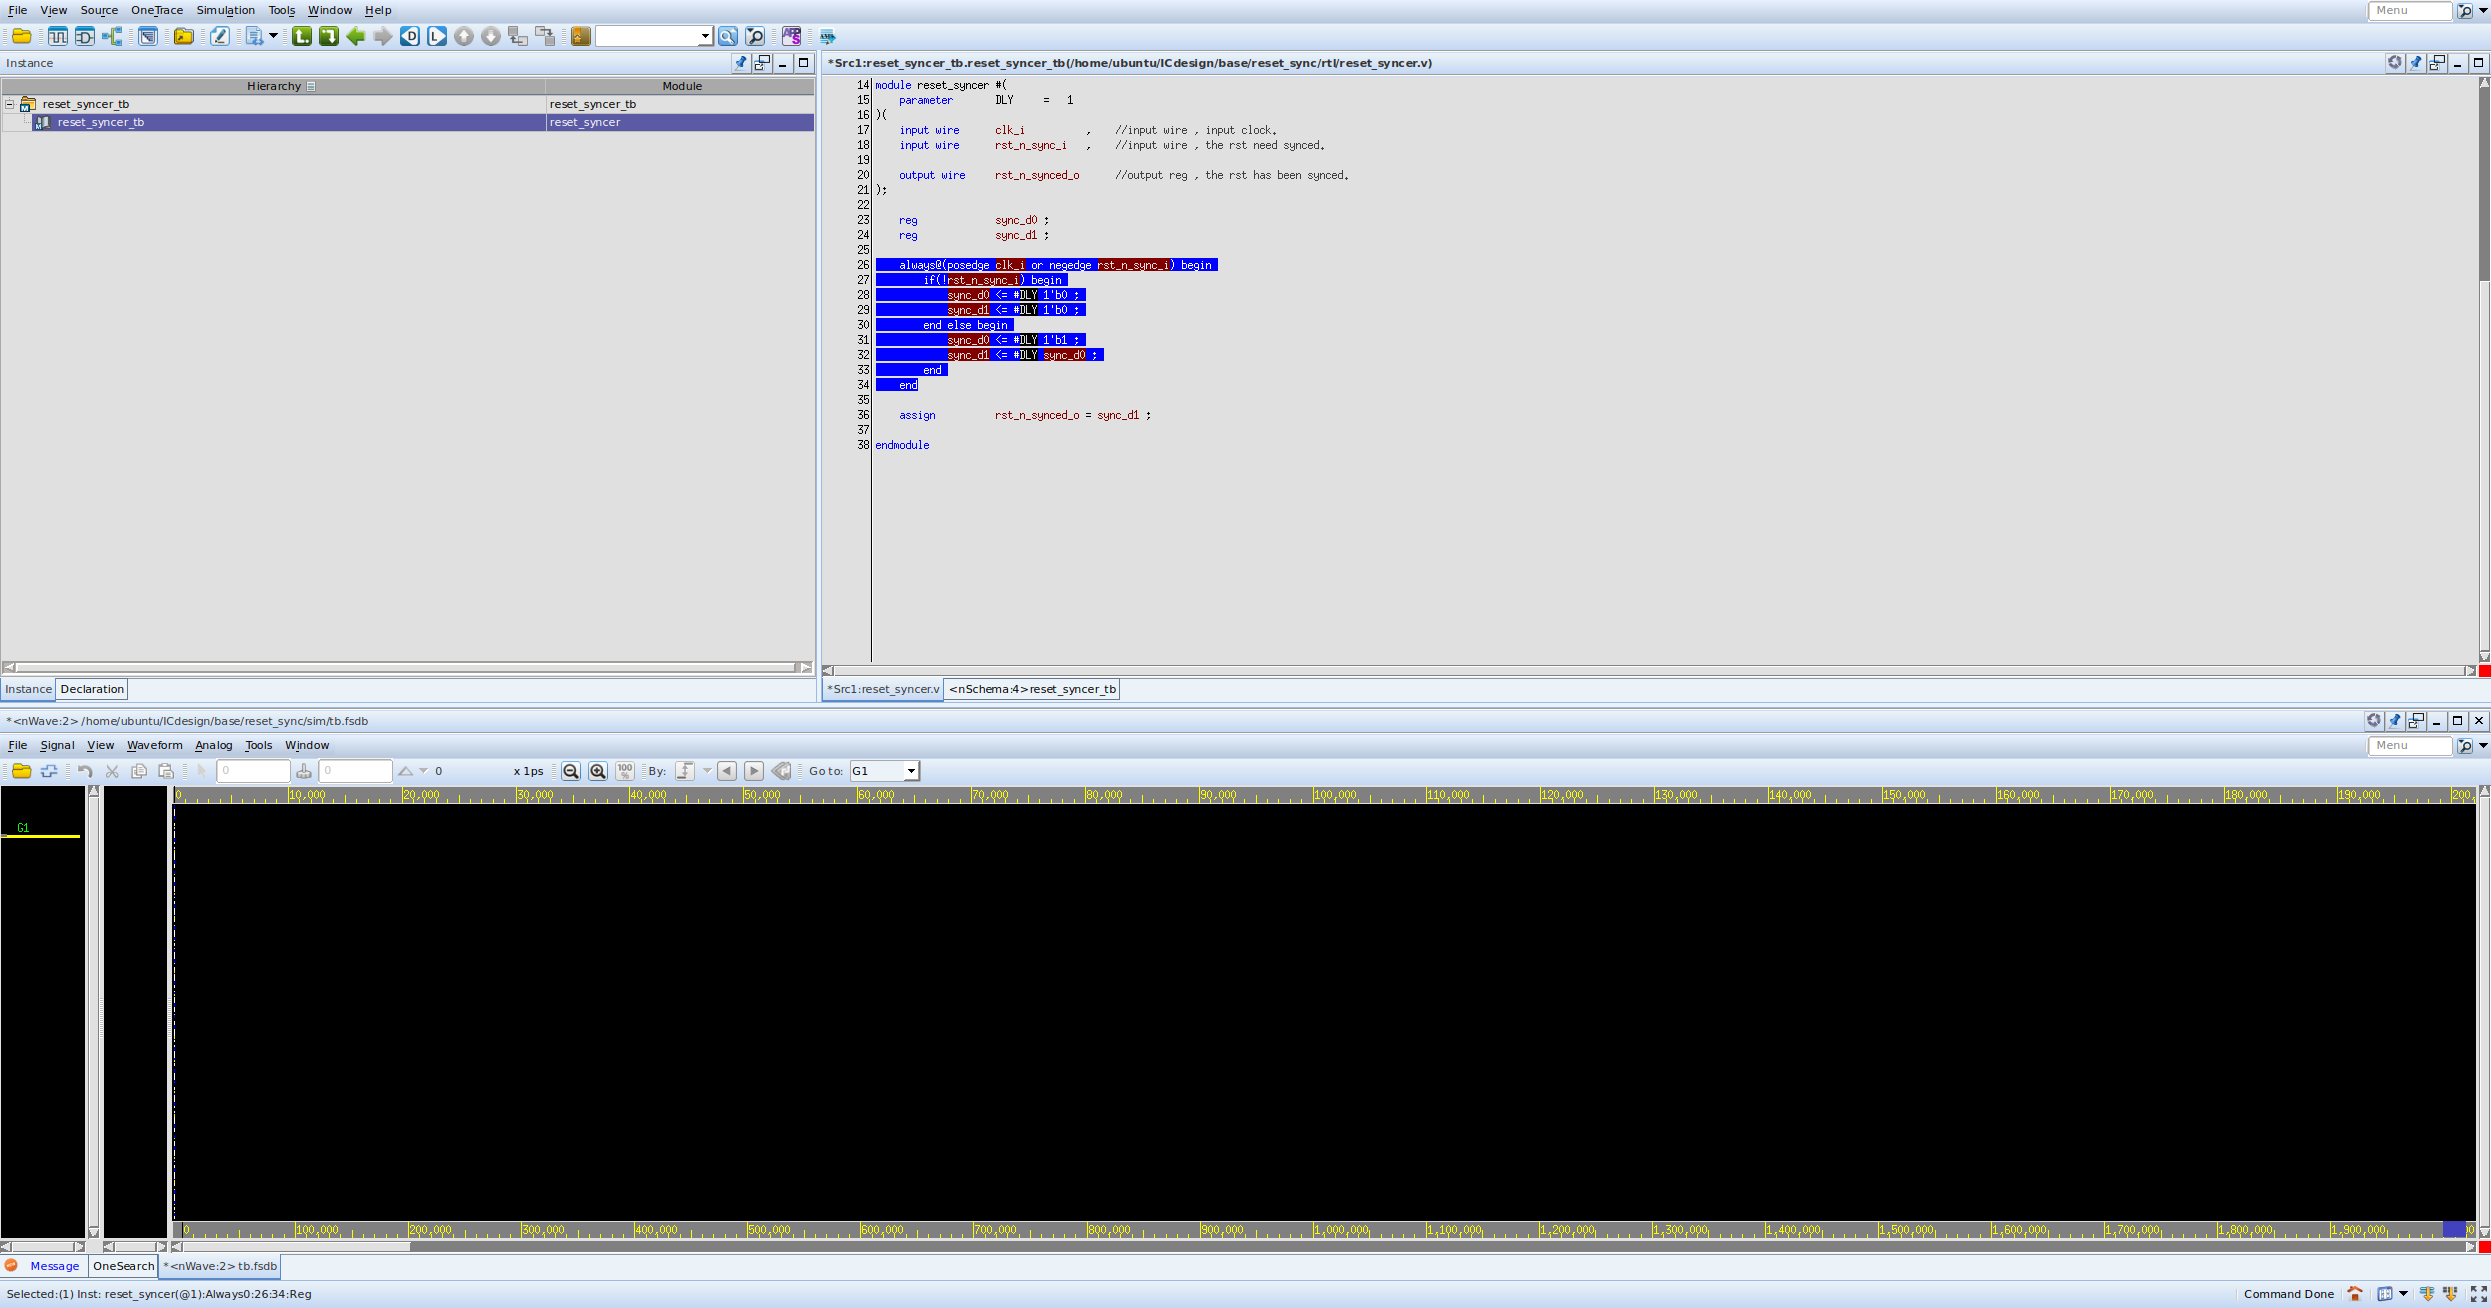 File View Source OneTrace Simulation Tools Window Help Menu
Instance
Hierarchy Module
reset_syncer_tb reset_syncer_tb
reset_syncer_tb reset_syncer
Instance Declaration
*Src1:reset_syncer_tb.reset_syncer_tb(/home/ubuntu/ICdesign/base/reset_sync/rtl/reset_syncer.v)
14 module reset_syncer #(
15 parameter DLY = 1
16 )(
17 input wire clk_i , //input wire , input clock.
18 input wire rst_n_sync_i , //input wire , the rst need synced.
19
20 output wire rst_n_synced_o //output reg , the rst has been synced.
21 );
22
23 reg sync_d0 ;
24 reg sync_d1 ;
25
26 always@(posedge clk_i or negedge rst_n_sync_i) begin
27 if(!rst_n_sync_i) begin
28 sync_d0 <= #DLY 1'b0 ;
29 sync_d1 <= #DLY 1'b0 ;
30 end else begin
31 sync_d0 <= #DLY 1'b1 ;
32 sync_d1 <= #DLY sync_d0 ;
33 end
34 end
35
36 assign rst_n_synced_o = sync_d1 ;
37
38 endmodule
*Src1:reset_syncer.v <nSchema:4>reset_syncer_tb
*<nWave:2> /home/ubuntu/ICdesign/base/reset_sync/sim/tb.fsdb
File Signal View Waveform Analog Tools Window Menu
0 0 0 x 1ps 100 % By: Go to: G1
0 10,000 20,000 30,000 40,000 50,000 60,000 70,000 80,000 90,000 100,000 110,000 120,000 130,000 140,000 150,000 160,000 170,000 180,000 190,000 200,
G1
0 100,000 200,000 300,000 400,000 500,000 600,000 700,000 800,000 900,000 1,000,000 1,100,000 1,200,000 1,300,000 1,400,000 1,500,000 1,600,000 1,700,000 1,800,000 1,900,000
Message OneSearch *<nWave:2> tb.fsdb
Selected:(1) Inst: reset_syncer(@1):Always0:26:34:Reg Command Done